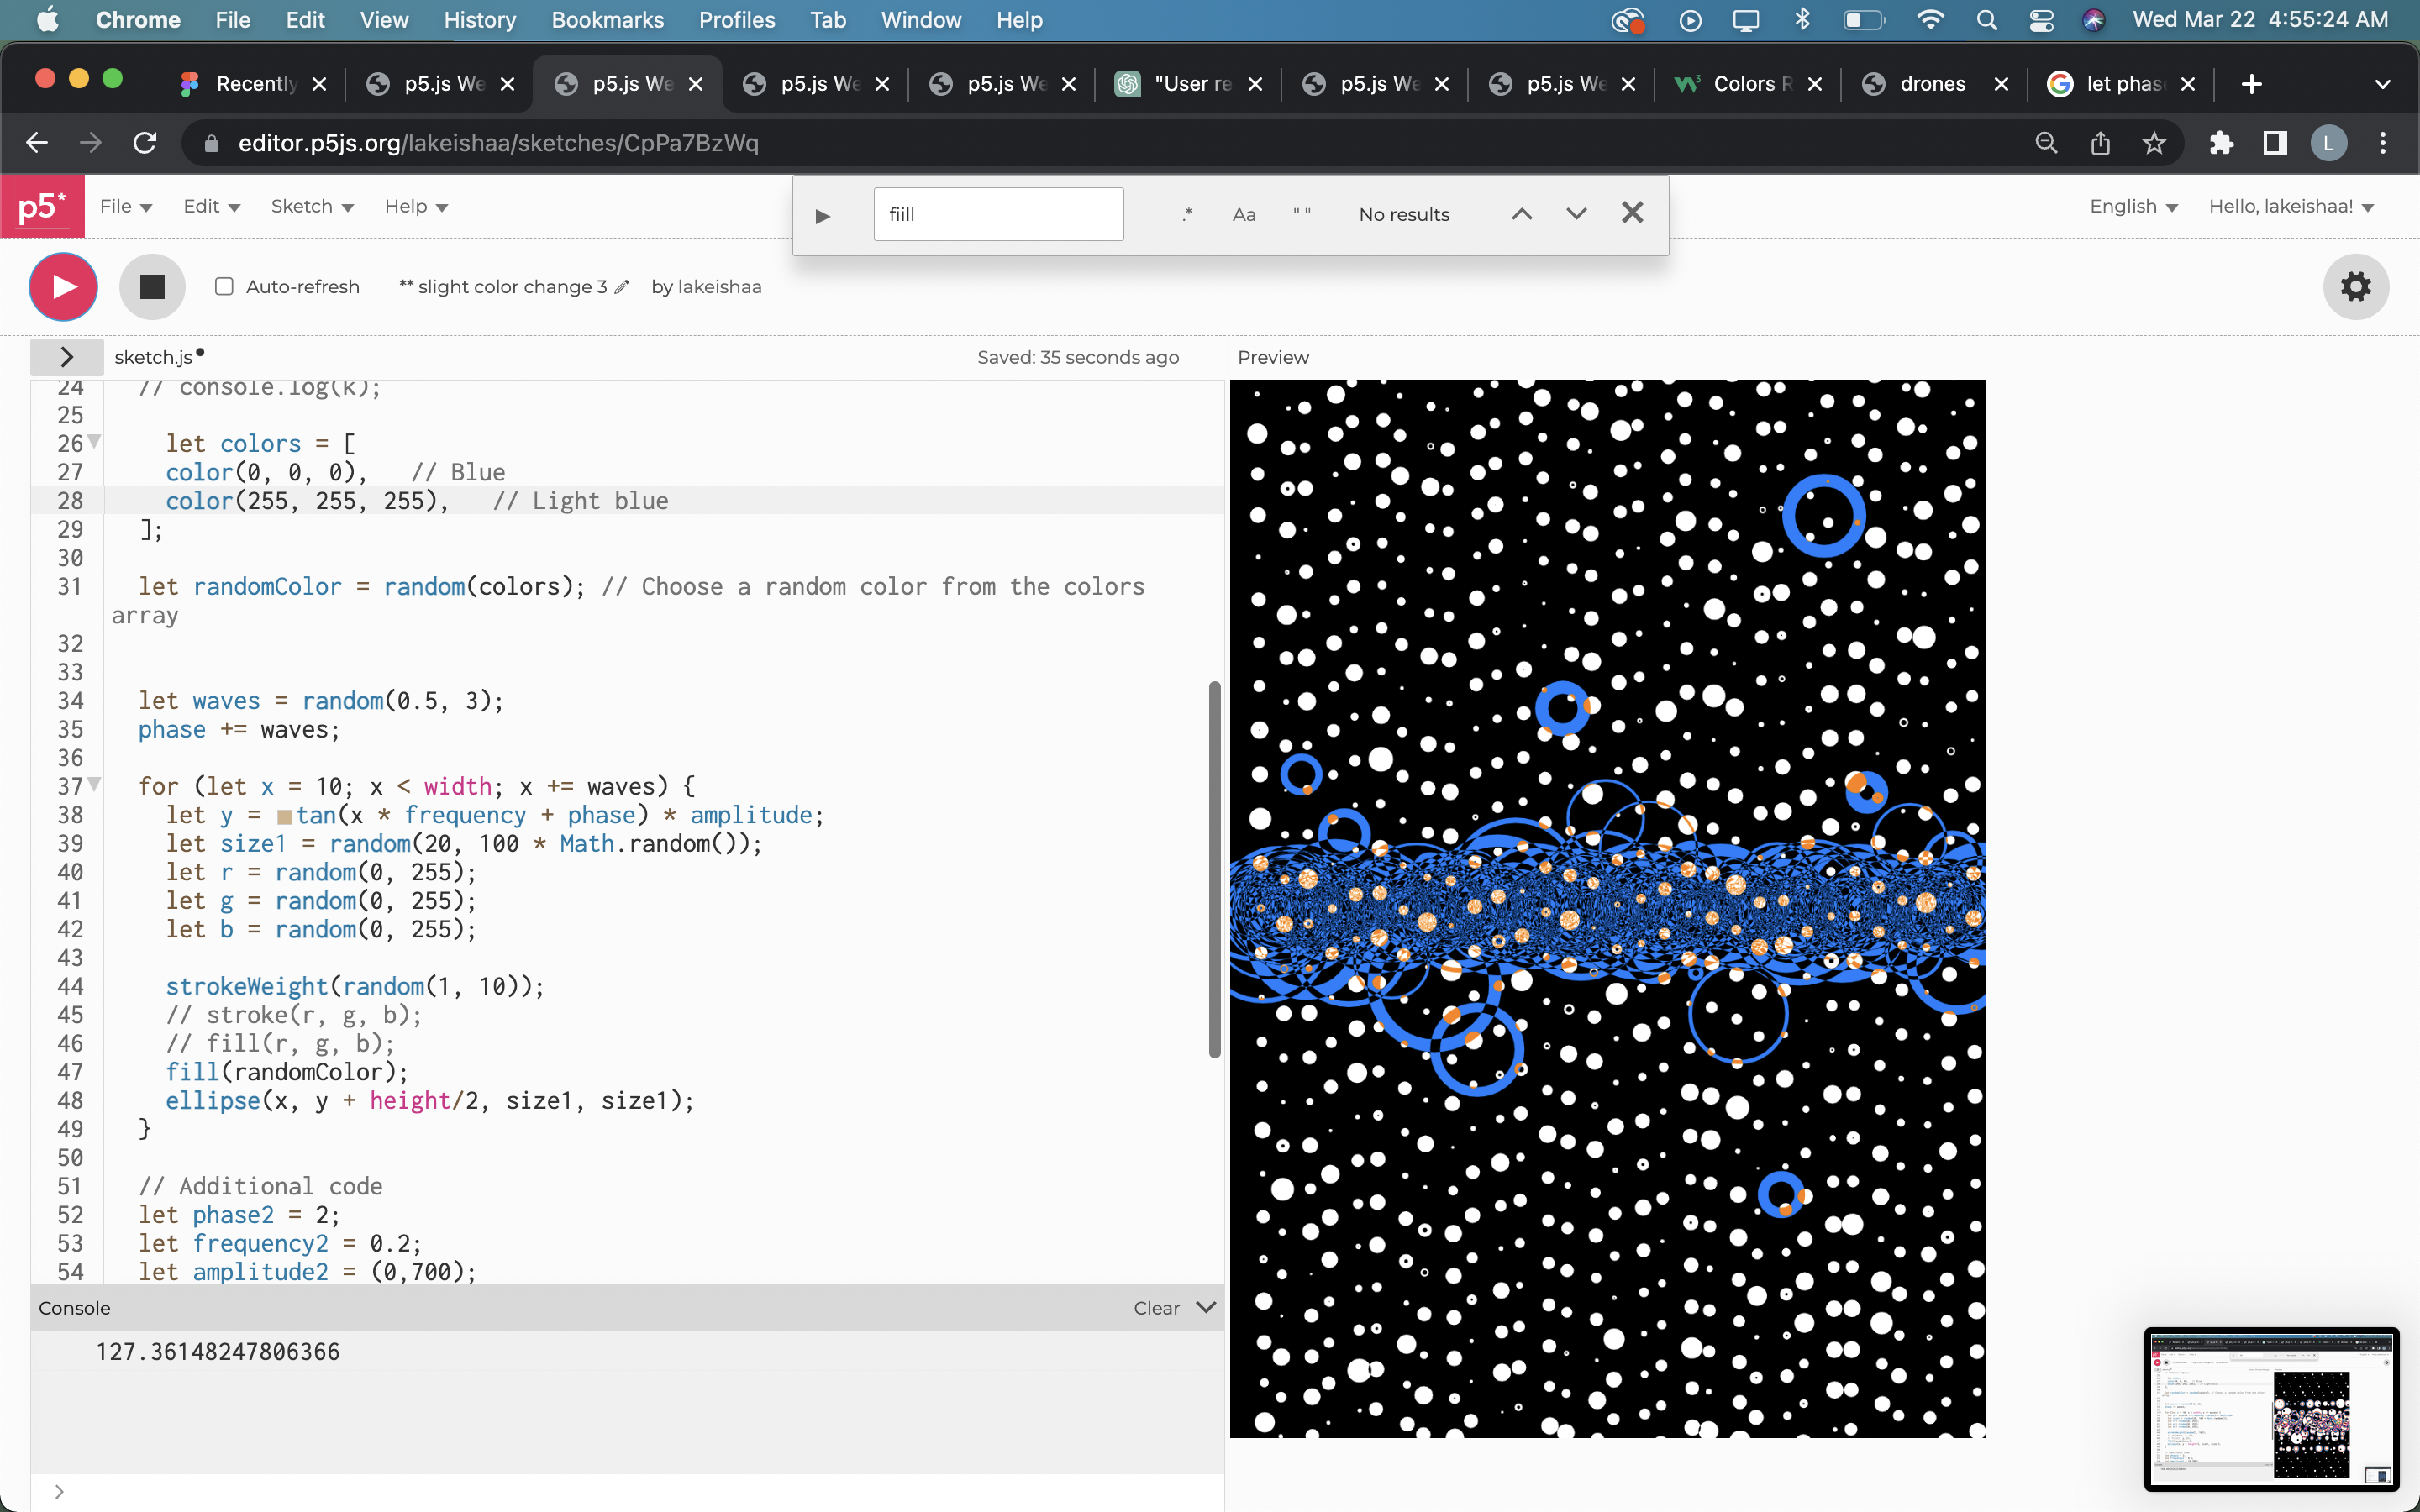 Chrome File Edit View History Bookmarks Profiles Tab Window Help Wed Mar 22 4:55:24 AM
Recently p5.js We p5.js We p5.js We p5.js We "User re p5.js We p5.js We Colors R drones let phas
editor.p5js.org/lakeishaa/sketches/CpPa7BzWq L
p5* File Edit Sketch Help fiill .* Aa " " No results English Hello, lakeishaa!
Auto-refresh ** slight color change 3 by lakeishaa
sketch.js Saved: 35 seconds ago Preview
24 // console.log(k);
25
26 let colors = [
27 color(0, 0, 0), // Blue
28 color(255, 255, 255), // Light blue
29 ];
30
31 let randomColor = random(colors); // Choose a random color from the colors
array
32
33
34 let waves = random(0.5, 3);
35 phase += waves;
36
37 for (let x = 10; x < width; x += waves) {
38 let y = tan(x * frequency + phase) * amplitude;
39 let size1 = random(20, 100 * Math.random());
40 let r = random(0, 255);
41 let g = random(0, 255);
42 let b = random(0, 255);
43
44 strokeWeight(random(1, 10));
45 // stroke(r, g, b);
46 // fill(r, g, b);
47 fill(randomColor);
48 ellipse(x, y + height/2, size1, size1);
49 }
50
51 // Additional code
52 let phase2 = 2;
53 let frequency2 = 0.2;
54 let amplitude2 = (0,700);
Console Clear
127.36148247806366